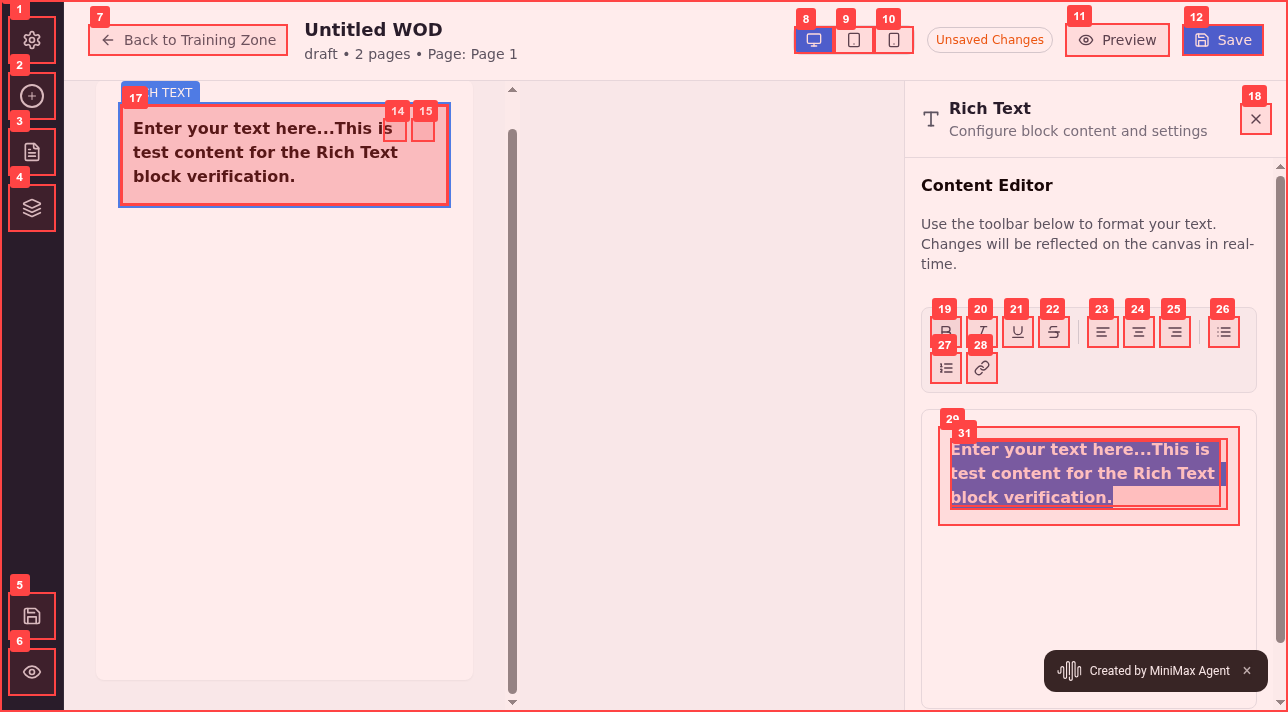 1
2
3
4
5
6
7
Back to Training Zone
Untitled WOD
draft • 2 pages • Page: Page 1
8
9
10
Unsaved Changes
11
Preview
12
Save
CH TEXT
17
14
15
Enter your text here...This is
test content for the Rich Text
block verification.
18
Rich Text
Configure block content and settings
Content Editor
Use the toolbar below to format your text.
Changes will be reflected on the canvas in real-
time.
19
20
21
22
23
24
25
26
27
28
29
31
Enter your text here...This is
test content for the Rich Text
block verification.
Created by MiniMax Agent